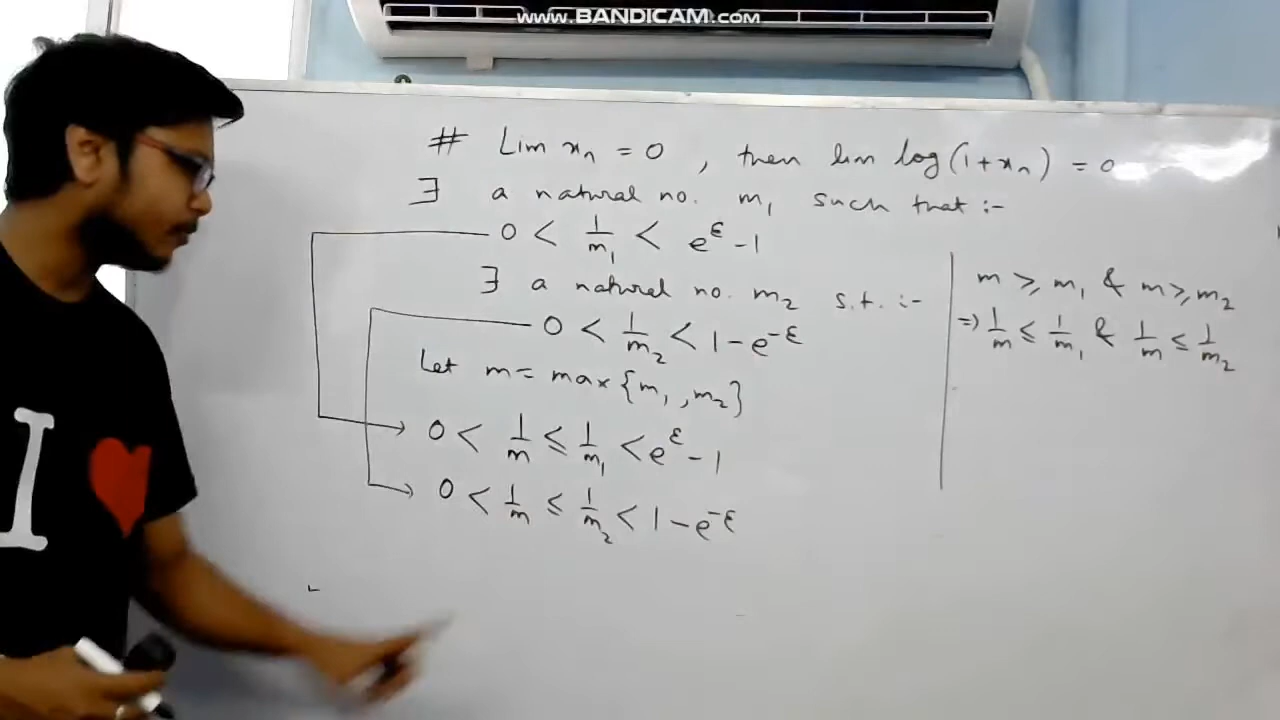 www.BANDICAM.com
# Lim xₙ = 0 , then lim log(1+xₙ) = 0
∃ a natural no. m₁ such that :-
0 < 1/m₁ < e^ε - 1
∃ a natural no. m₂ s.t. :-
0 < 1/m₂ < 1 - e^-ε
Let m = max{m₁, m₂}
0 < 1/m ≤ 1/m₁ < e^ε - 1
0 < 1/m ≤ 1/m₂ < 1 - e^-ε
m ≥ m₁ & m ≥ m₂
⇒ 1/m ≤ 1/m₁ & 1/m ≤ 1/m₂
I